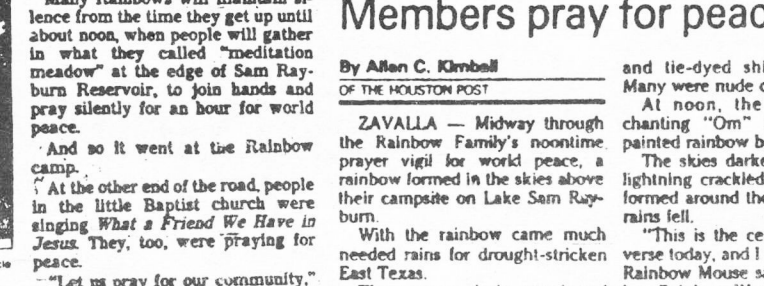 Many Rainbows will maintain si-
lence from the time they get up until
about noon, when people will gather
in what they called "meditation
meadow" at the edge of Sam Ray-
burn Reservoir, to join hands and
pray silently for an hour for world
peace.
And so it went at the Rainbow
camp.
At the other end of the road, people
in the little Baptist church were
singing What a Friend We Have in
Jesus. They, too, were praying for
peace.
"Let us pray for our community,"
Members pray for peac
By Allen C. Kimball
OF THE HOUSTON POST
ZAVALLA — Midway through
the Rainbow Family's noontime
prayer vigil for world peace, a
rainbow formed in the skies above
their campsite on Lake Sam Ray-
burn.
With the rainbow came much
needed rains for drought-stricken
East Texas.
and tie-dyed sh
Many were nude
At noon, the
chanting "Om"
painted rainbow b
The skies darke
lightning crackled
formed around the
rains fell.
"This is the ce
verse today, and I
Rainbow Mouse sa